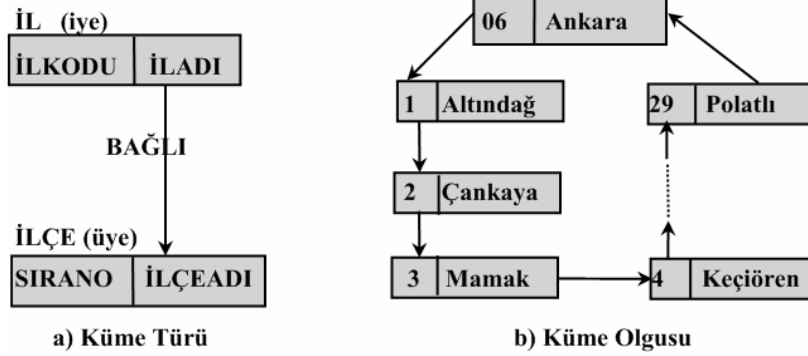 İL (iye)
İLKODU İLADI
BAĞLI
İLÇE (üye)
SIRANO İLÇEADI
a) Küme Türü
06 Ankara
1 Altındağ
29 Polatlı
2 Çankaya
3 Mamak
4 Keçiören
b) Küme Olgusu